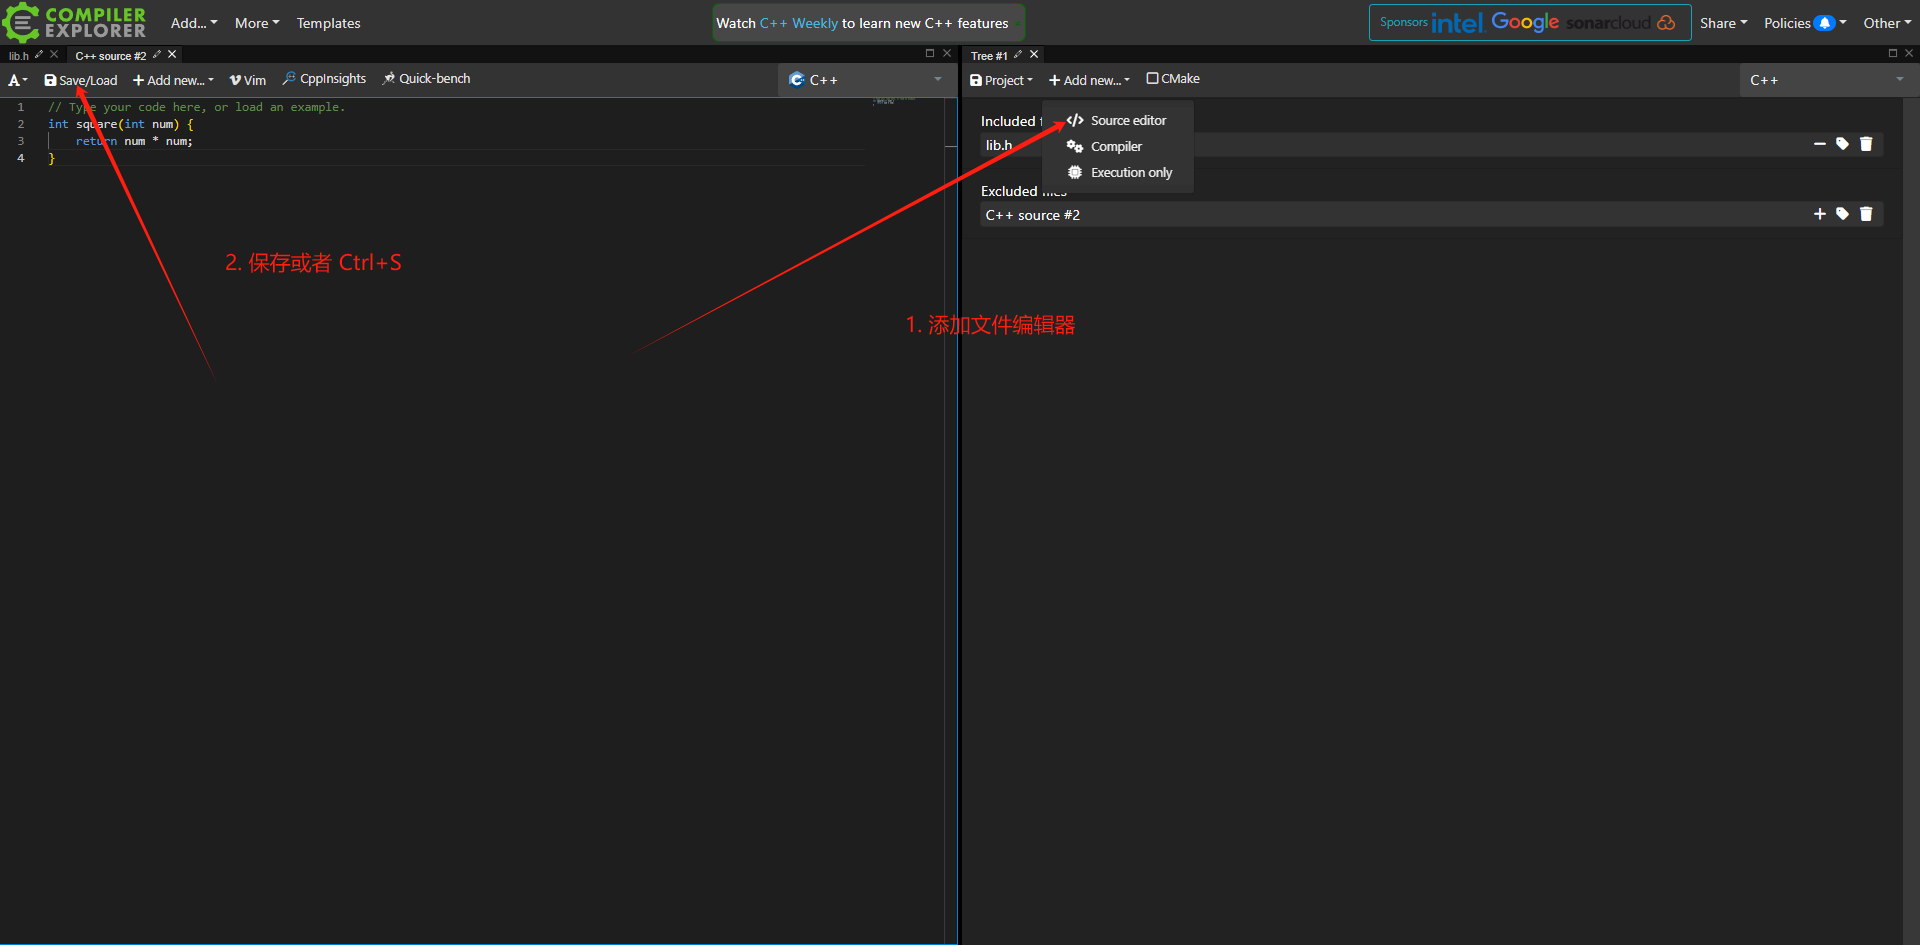 COMPILER
EXPLORER
Add...
More
Templates
Watch C++ Weekly to learn new C++ features
Sponsors intel. Google sonarcloud
Share
Policies
Other
lib.h
C++ source #2
A
Save/Load
Add new...
Vim
CppInsights
Quick-bench
C++
1 // Type your code here, or load an example.
2 int square(int num) {
3 return num * num;
4 }
2. 保存或者 Ctrl+S
Tree #1
Project
Add new...
CMake
C++
Included
Source editor
lib.h
Compiler
Execution only
Excluded files
C++ source #2
1. 添加文件编辑器